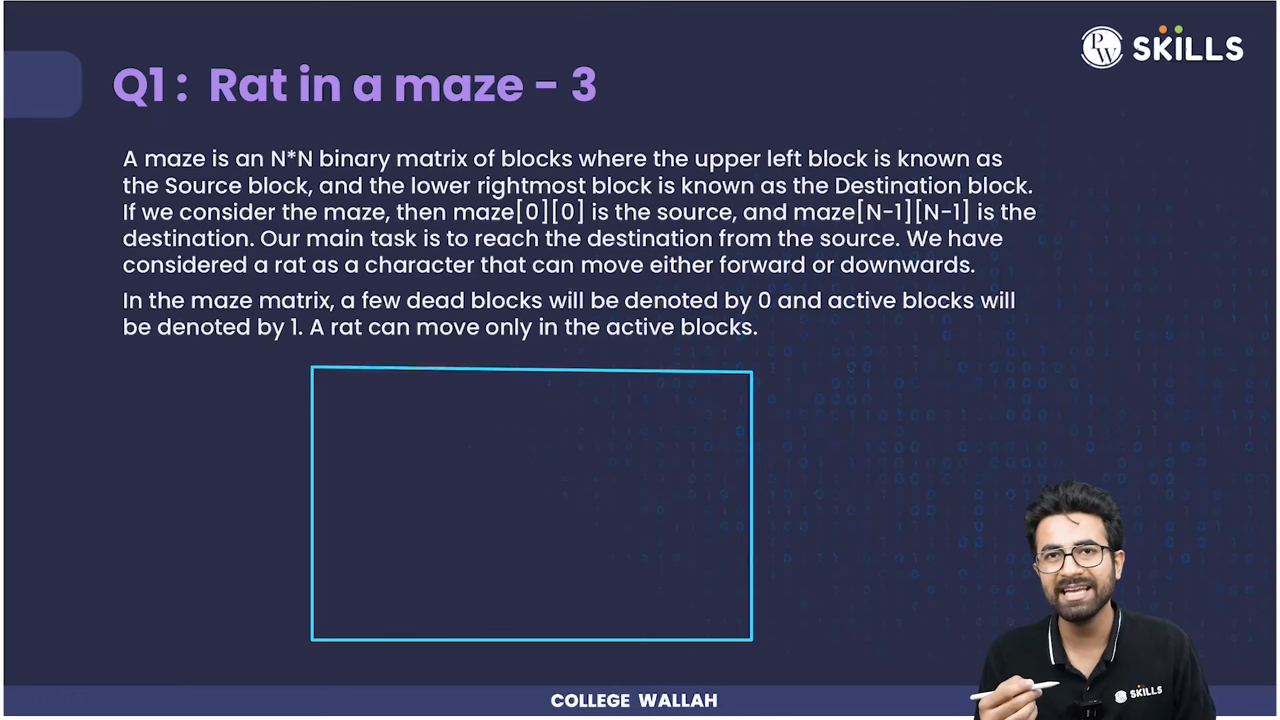 PW SKILLS
Q1 : Rat in a maze - 3
A maze is an N*N binary matrix of blocks where the upper left block is known as
the Source block, and the lower rightmost block is known as the Destination block.
If we consider the maze, then maze[0][0] is the source, and maze[N-1][N-1] is the
destination. Our main task is to reach the destination from the source. We have
considered a rat as a character that can move either forward or downwards.
In the maze matrix, a few dead blocks will be denoted by 0 and active blocks will
be denoted by 1. A rat can move only in the active blocks.
PW SKILLS
COLLEGE WALLAH